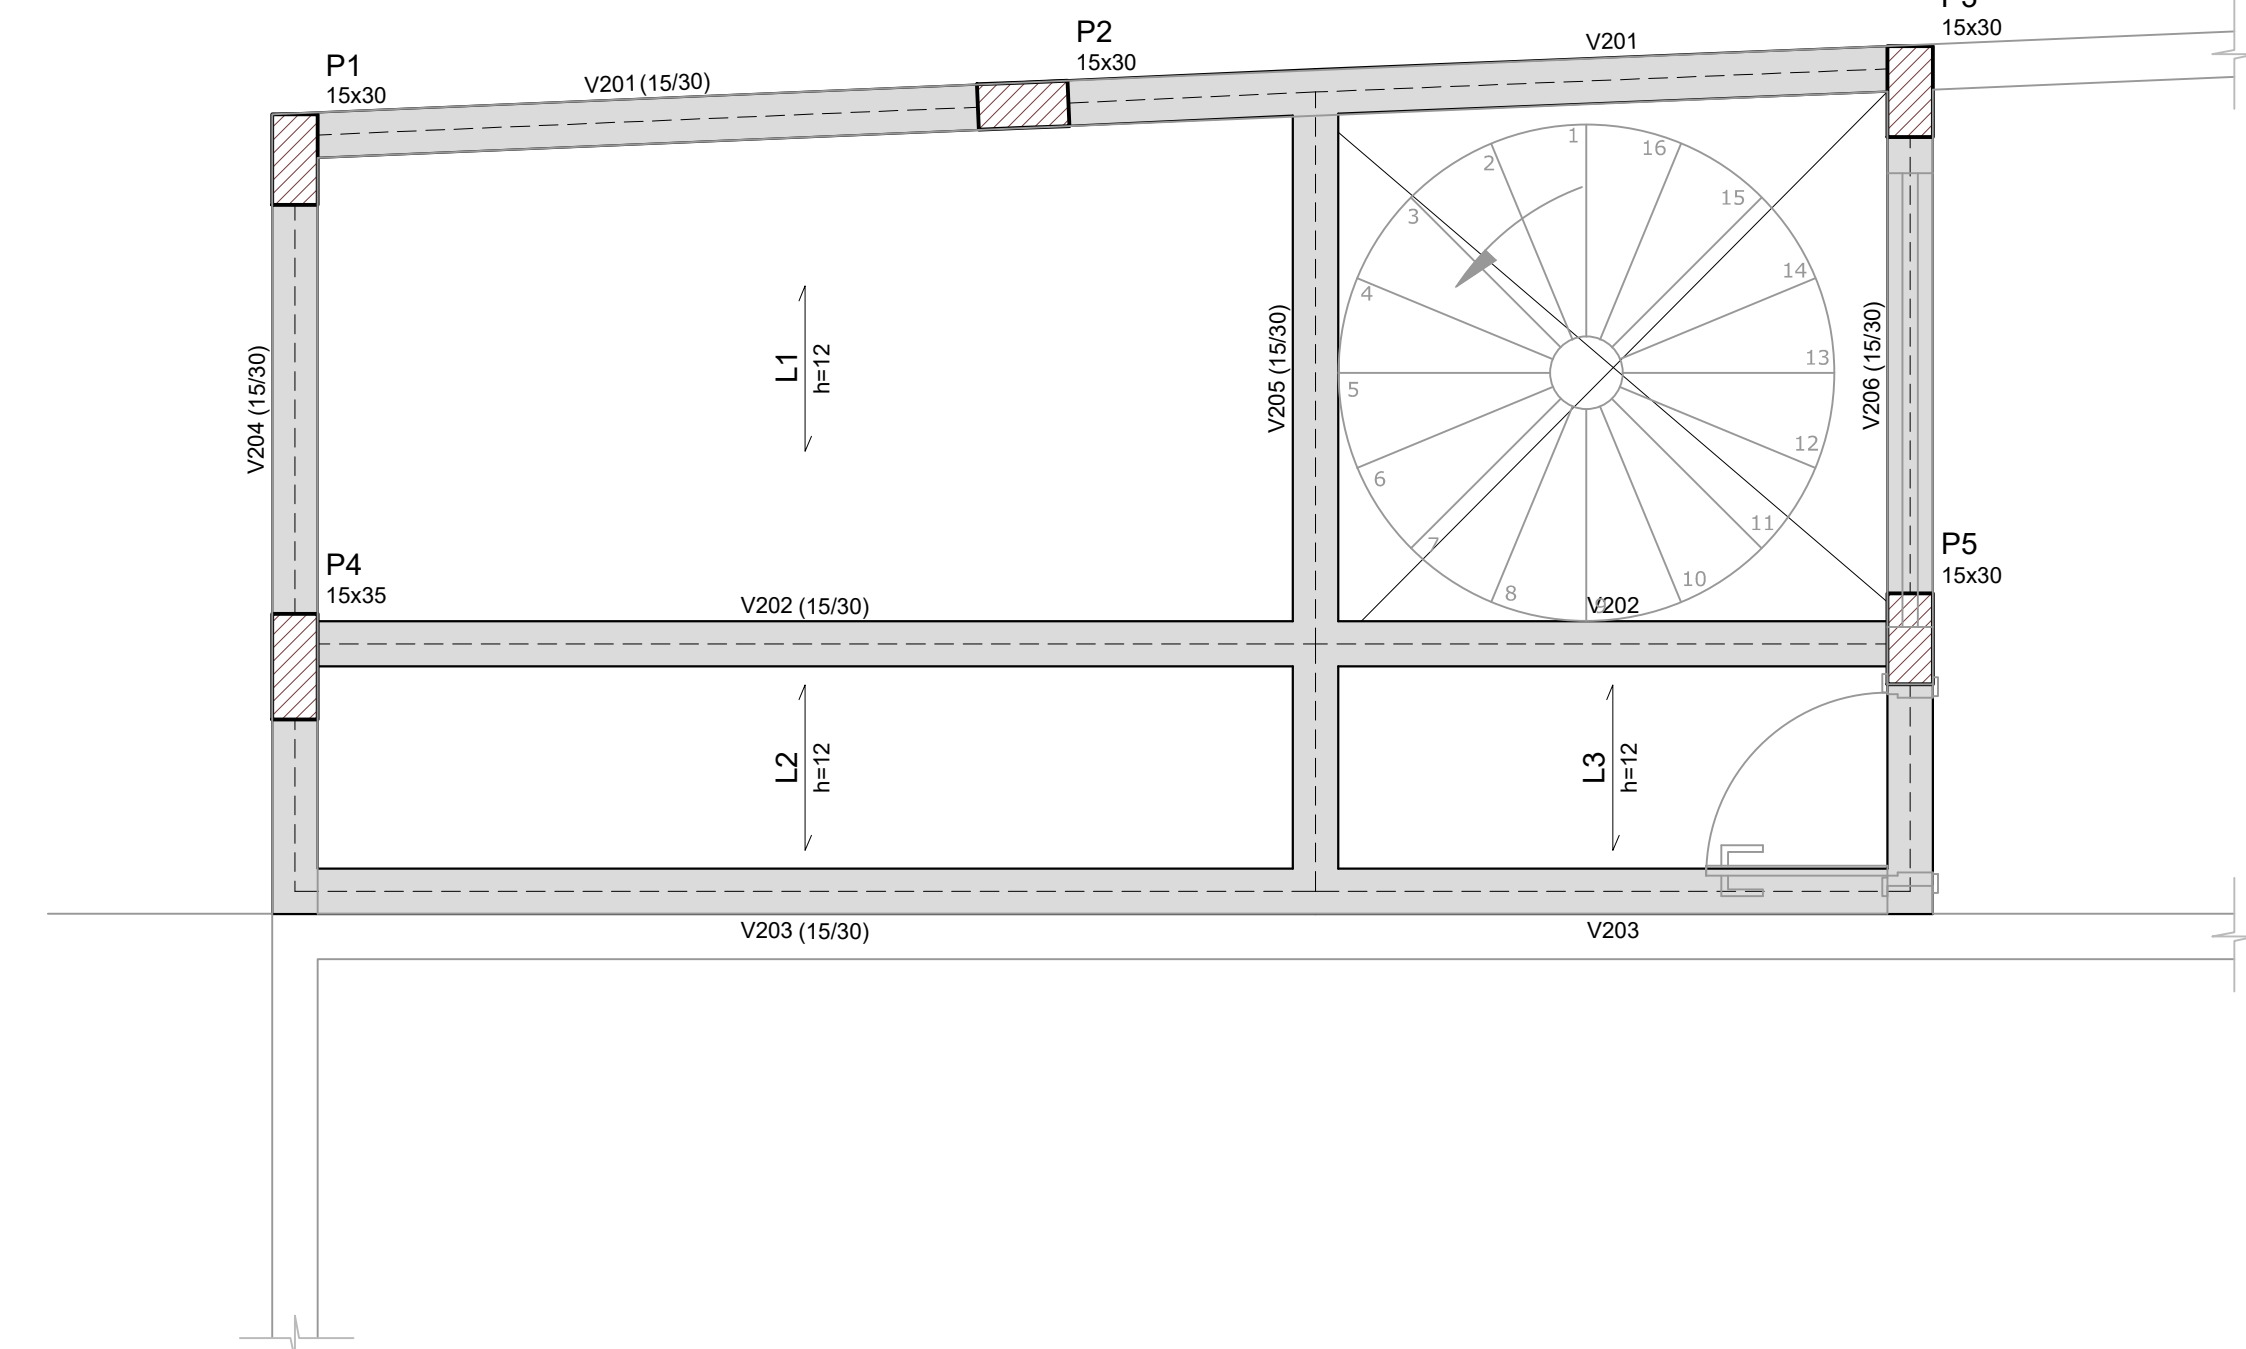 P1
15x30
V201 (15/30)
P2
15x30
V201
P3
15x30
1
2
3
4
5
6
7
8
9
10
11
12
13
14
15
16
V204 (15/30)
L1
h=12
V205 (15/30)
V206 (15/30)
P4
15x35
V202 (15/30)
V202
P5
15x30
L2
h=12
L3
h=12
V203 (15/30)
V203